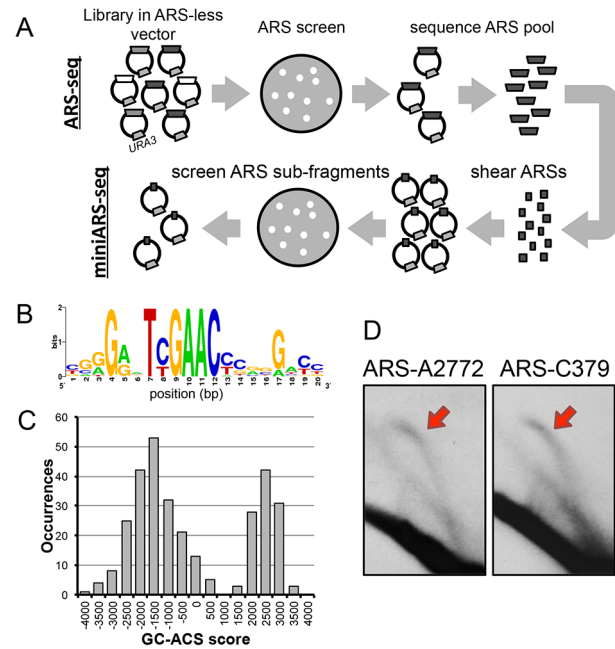 A
Library in ARS-less vector
ARS screen
sequence ARS pool
ARS-seq
URA3
miniARS-seq
screen ARS sub-fragments
shear ARSs
B
2
1
0
bits
5'
1 2 3 4 5 6 7 8 9 10 11 12 13 14 15 16 17 18 19 20
3'
position (bp)
C
Occurrences
60
50
40
30
20
10
0
-4000 -3500 -3000 -2500 -2000 -1500 -1000 -500 0 500 1000 1500 2000 2500 3000 3500 4000
GC-ACS score
D
ARS-A2772
ARS-C379